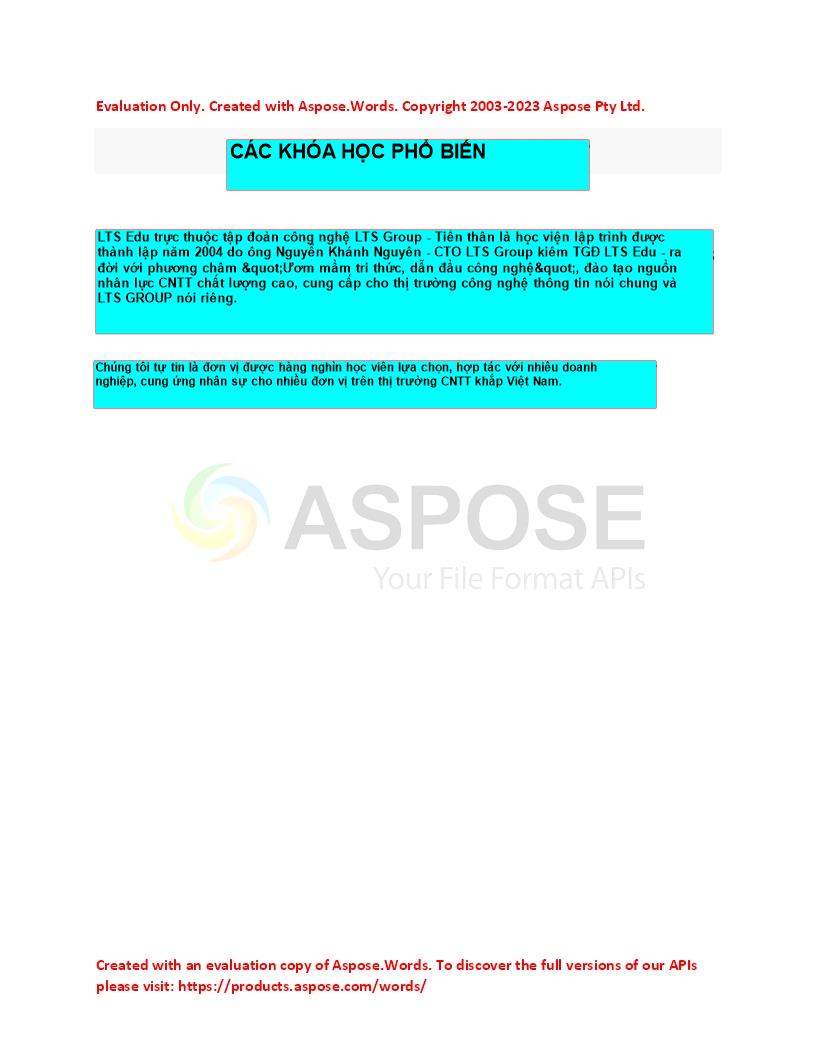 Evaluation Only. Created with Aspose.Words. Copyright 2003-2023 Aspose Pty Ltd.
CÁC KHÓA HỌC PHỔ BIẾN
LTS Edu trực thuộc tập đoàn công nghệ LTS Group - Tiền thân là học viện lập trình được
thành lập năm 2004 do ông Nguyễn Khánh Nguyên - CTO LTS Group kiêm TGĐ LTS Edu - ra
đời với phương châm &quot;Ươm mầm tri thức, dẫn đầu công nghệ&quot;, đào tạo nguồn
nhân lực CNTT chất lượng cao, cung cấp cho thị trường công nghệ thông tin nói chung và
LTS GROUP nói riêng.
Chúng tôi tự tin là đơn vị được hàng nghìn học viên lựa chọn, hợp tác với nhiều doanh
nghiệp, cung ứng nhân sự cho nhiều đơn vị trên thị trường CNTT khắp Việt Nam.
ASPOSE
Your File Format APIs
Created with an evaluation copy of Aspose.Words. To discover the full versions of our APIs
please visit: https://products.aspose.com/words/